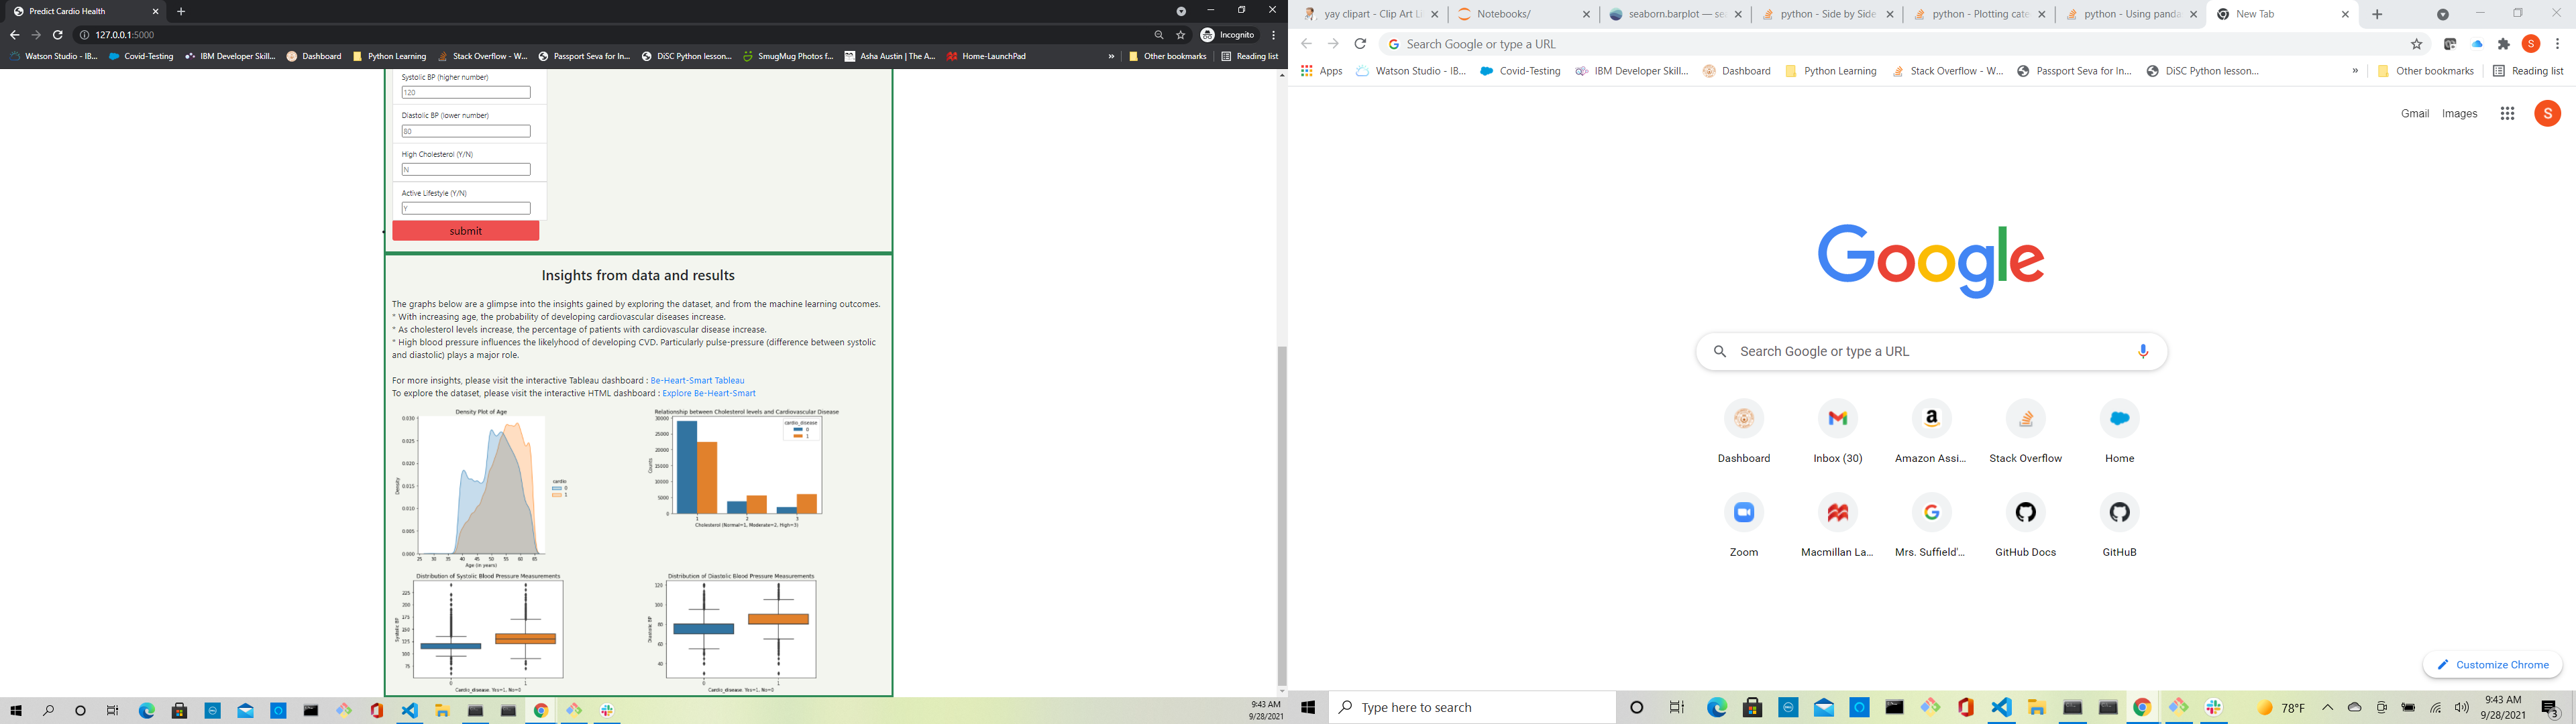 Predict Cardio Health
127.0.0.1:5000
Incognito
Watson Studio - IB...
Covid-Testing
IBM Developer Skill...
Dashboard
Python Learning
Stack Overflow - W...
Passport Seva for In...
DiSC Python lesson...
SmugMug Photos f...
Asha Austin | The A...
Home-LaunchPad
»
Other bookmarks
Reading list
Systolic BP (higher number)
120
Diastolic BP (lower number)
80
High Cholesterol (Y/N)
N
Active Lifestyle (Y/N)
Y
submit
Insights from data and results
The graphs below are a glimpse into the insights gained by exploring the dataset, and from the machine learning outcomes.
* With increasing age, the probability of developing cardiovascular diseases increase.
* As cholesterol levels increase, the percentage of patients with cardiovascular disease increase.
* High blood pressure influences the likelyhood of developing CVD. Particularly pulse-pressure (difference between systolic
and diastolic) plays a major role.
For more insights, please visit the interactive Tableau dashboard : Be-Heart-Smart Tableau
To explore the dataset, please visit the interactive HTML dashboard : Explore Be-Heart-Smart
Density Plot of Age
0.030
0.025
0.020
0.015
0.010
0.005
0.000
Density
25 30 35 40 45 50 55 60 65
Age (in years)
cardio
0
1
Relationship between Cholesterol levels and Cardiovascular Disease
30000
25000
20000
15000
10000
5000
0
Counts
cardio_disease
0
1
1 2 3
Cholesterol (Normal=1, Moderate=2, High=3)
Distribution of Systolic Blood Pressure Measurements
225
200
175
150
125
100
75
Systolic BP
0 1
Cardio_disease. Yes=1, No=0
Distribution of Diastolic Blood Pressure Measurements
120
100
80
60
40
Diastolic BP
0 1
Cardio_disease. Yes=1, No=0
9:43 AM
9/28/2021
yay clipart - Clip Art L
Notebooks/
seaborn.barplot — sea
python - Side by Side
python - Plotting cate
python - Using panda
New Tab
Search Google or type a URL
S
Apps
Watson Studio - IB...
Covid-Testing
IBM Developer Skill...
Dashboard
Python Learning
Stack Overflow - W...
Passport Seva for In...
DiSC Python lesson...
»
Other bookmarks
Reading list
Gmail
Images
S
Google
Search Google or type a URL
Dashboard
Inbox (30)
Amazon Assi...
Stack Overflow
Home
Zoom
Macmillan La...
Mrs. Suffield'...
GitHub Docs
GitHuB
Customize Chrome
Type here to search
78°F
9:43 AM
9/28/2021
3